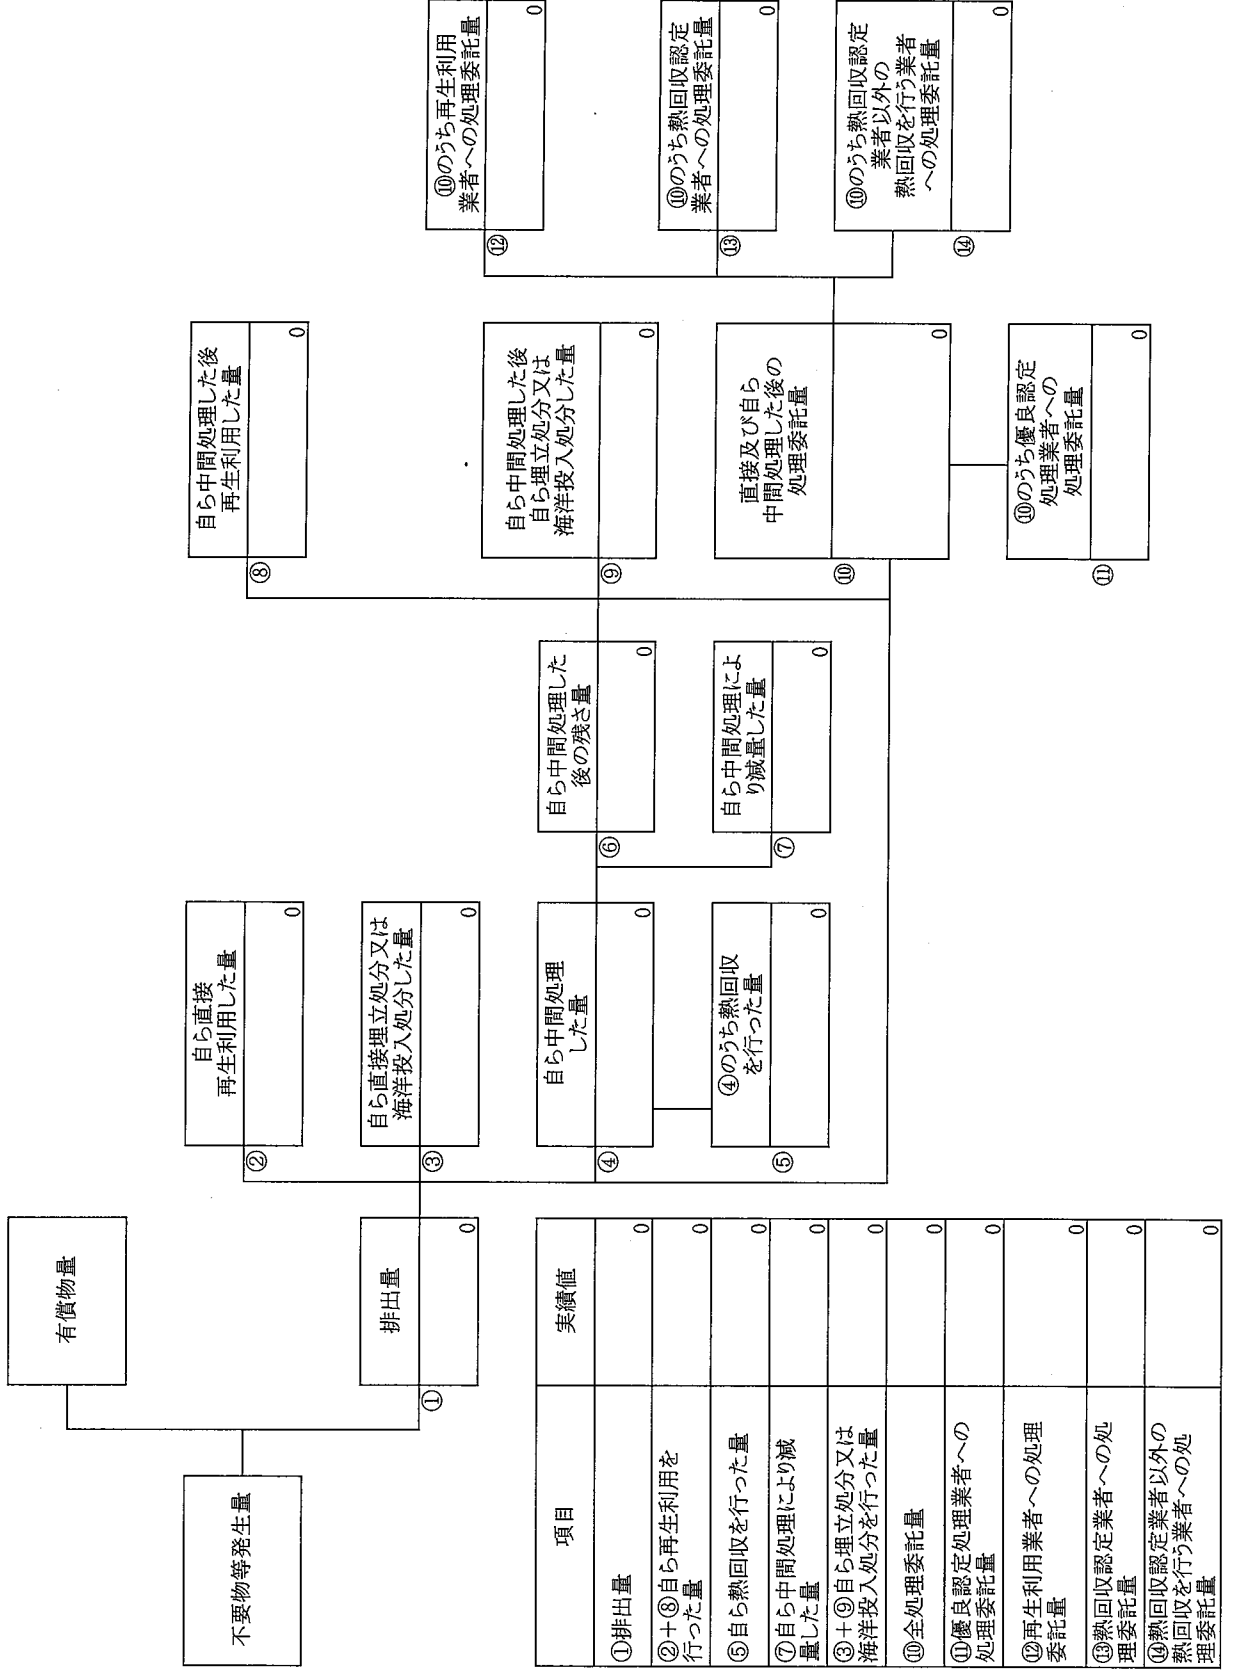 不要物等発生量
有償物量
排出量
①
0
自ら直接
再生利用した量
②
0
自ら直接埋立処分又は
海洋投入処分した量
③
0
自ら中間処理
した量
④
0
④のうち熱回収
を行った量
⑤
0
自ら中間処理した
後の残さ量
⑥
0
自ら中間処理によ
り減量した量
⑦
0
自ら中間処理した後
再生利用した量
⑧
0
自ら中間処理した後
自ら埋立処分又は
海洋投入処分した量
⑨
0
直接及び自ら
中間処理した後の
処理委託量
⑩
0
⑩のうち優良認定
処理業者への
処理委託量
⑪
0
⑩のうち再生利用
業者への処理委託量
⑫
0
⑩のうち熱回収認定
業者への処理委託量
⑬
0
⑩のうち熱回収認定
業者以外の
熱回収を行う業者
への処理委託量
⑭
0
項目 実績値
①排出量 0
②＋⑧自ら再生利用を
行った量 0
⑤自ら熱回収を行った量 0
⑦自ら中間処理により減
量した量 0
③＋⑨自ら埋立処分又は
海洋投入処分を行った量 0
⑩全処理委託量 0
⑪優良認定処理業者への
処理委託量 0
⑫再生利用業者への処理
委託量 0
⑬熱回収認定業者への処
理委託量 0
⑭熱回収認定業者以外の
熱回収を行う業者への処
理委託量 0